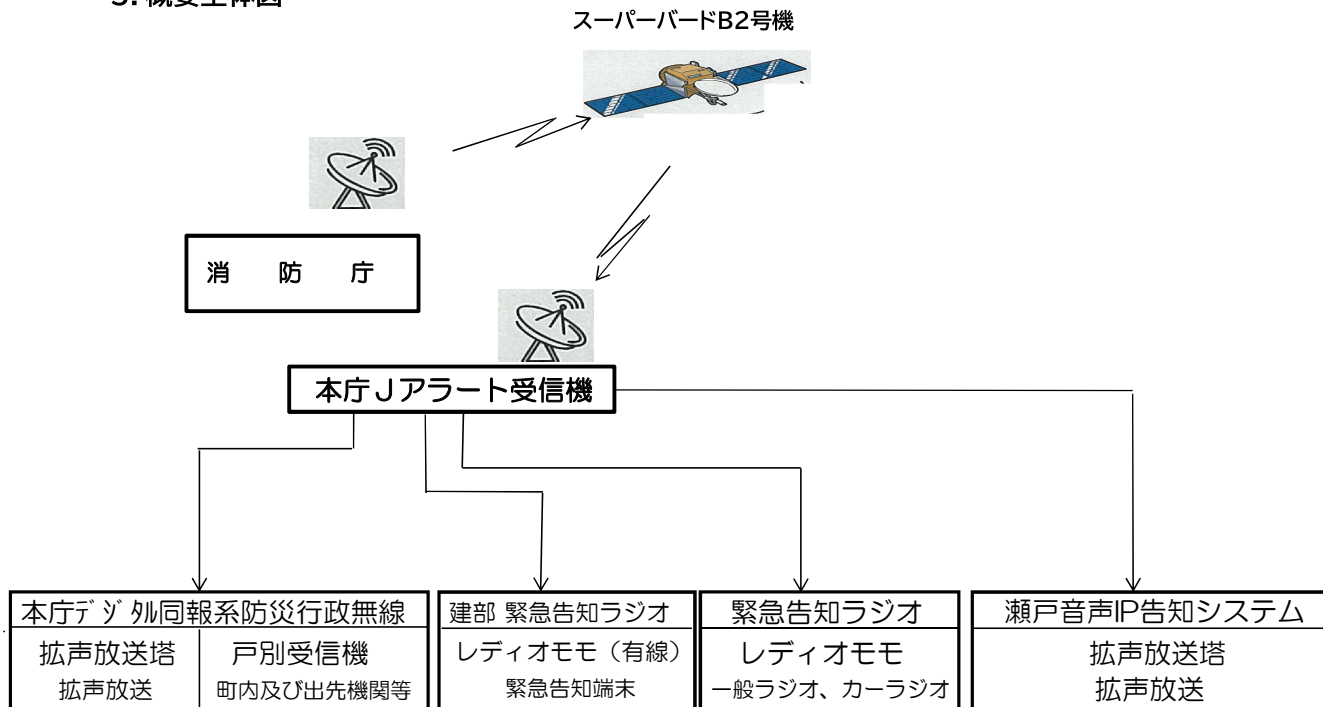 スーパーバードB2号機
消 防 庁
本庁Jアラート受信機
本庁デジタル同報系防災行政無線
拡声放送塔
拡声放送
戸別受信機
町内及び出先機関等
建部 緊急告知ラジオ
レディオモモ（有線）
緊急告知端末
緊急告知ラジオ
レディオモモ
一般ラジオ、カーラジオ
瀬戸音声IP告知システム
拡声放送塔
拡声放送